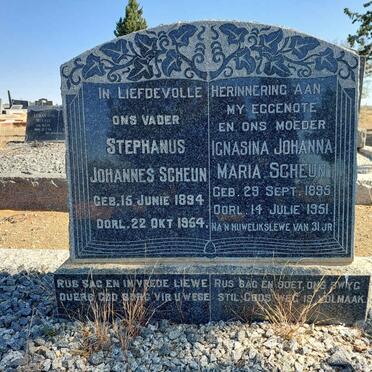 IN LIEFDEVOLLE HERINNERING AAN
ONS VADER
STEPHANUS
JOHANNES SCHEUN
GEB. 15 JUNIE 1894
OORL. 22 OKT 1964.
MY EGGENOTE
EN ONS MOEDER
IGNASINA JOHANNA
MARIA SCHEUN
GEB. 29 SEPT. 1895
OORL. 14 JULIE 1951.
NA'N HUWELIKSLEWE VAN 31 JR
RUS SAG EN IN VREDE LIEWE
OUERS GOD SORG VIR U WESE
RUS SAG EN SOET, ONS SWYG
STIL, GODS WEG IS VOLMAAK.